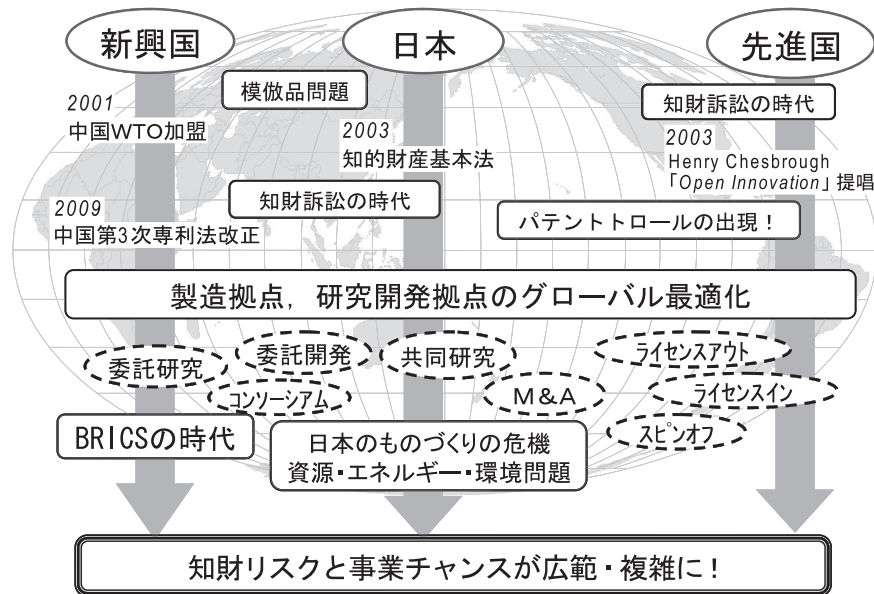 新興国
日本
先進国
模倣品問題
知財訴訟の時代
2001
中国WTO加盟
2003
知的財産基本法
2003
Henry Chesbrough
「Open Innovation」提唱
知財訴訟の時代
2009
中国第3次専利法改正
パテントトロールの出現！
製造拠点，研究開発拠点のグローバル最適化
委託研究
委託開発
共同研究
ライセンスアウト
コンソーシアム
M＆A
ライセンスイン
スピンオフ
BRICSの時代
日本のものづくりの危機
資源・エネルギー・環境問題
知財リスクと事業チャンスが広範・複雑に！